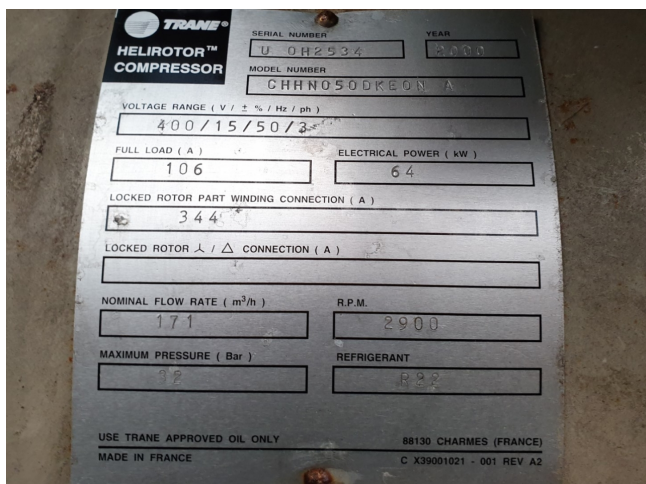 TRANE®
HELIROTOR™
COMPRESSOR
SERIAL NUMBER
U 0H2534
YEAR
2000
MODEL NUMBER
CHHN050DKE0N A
VOLTAGE RANGE ( V / ± % / Hz / ph )
400/15/50/3
FULL LOAD ( A )
106
ELECTRICAL POWER ( kW )
64
LOCKED ROTOR PART WINDING CONNECTION ( A )
344
LOCKED ROTOR ⅄ / △ CONNECTION ( A )
NOMINAL FLOW RATE ( m³/h )
171
R.P.M.
2900
MAXIMUM PRESSURE ( Bar )
32
REFRIGERANT
R22
USE TRANE APPROVED OIL ONLY
88130 CHARMES (FRANCE)
MADE IN FRANCE
C X39001021 - 001 REV A2